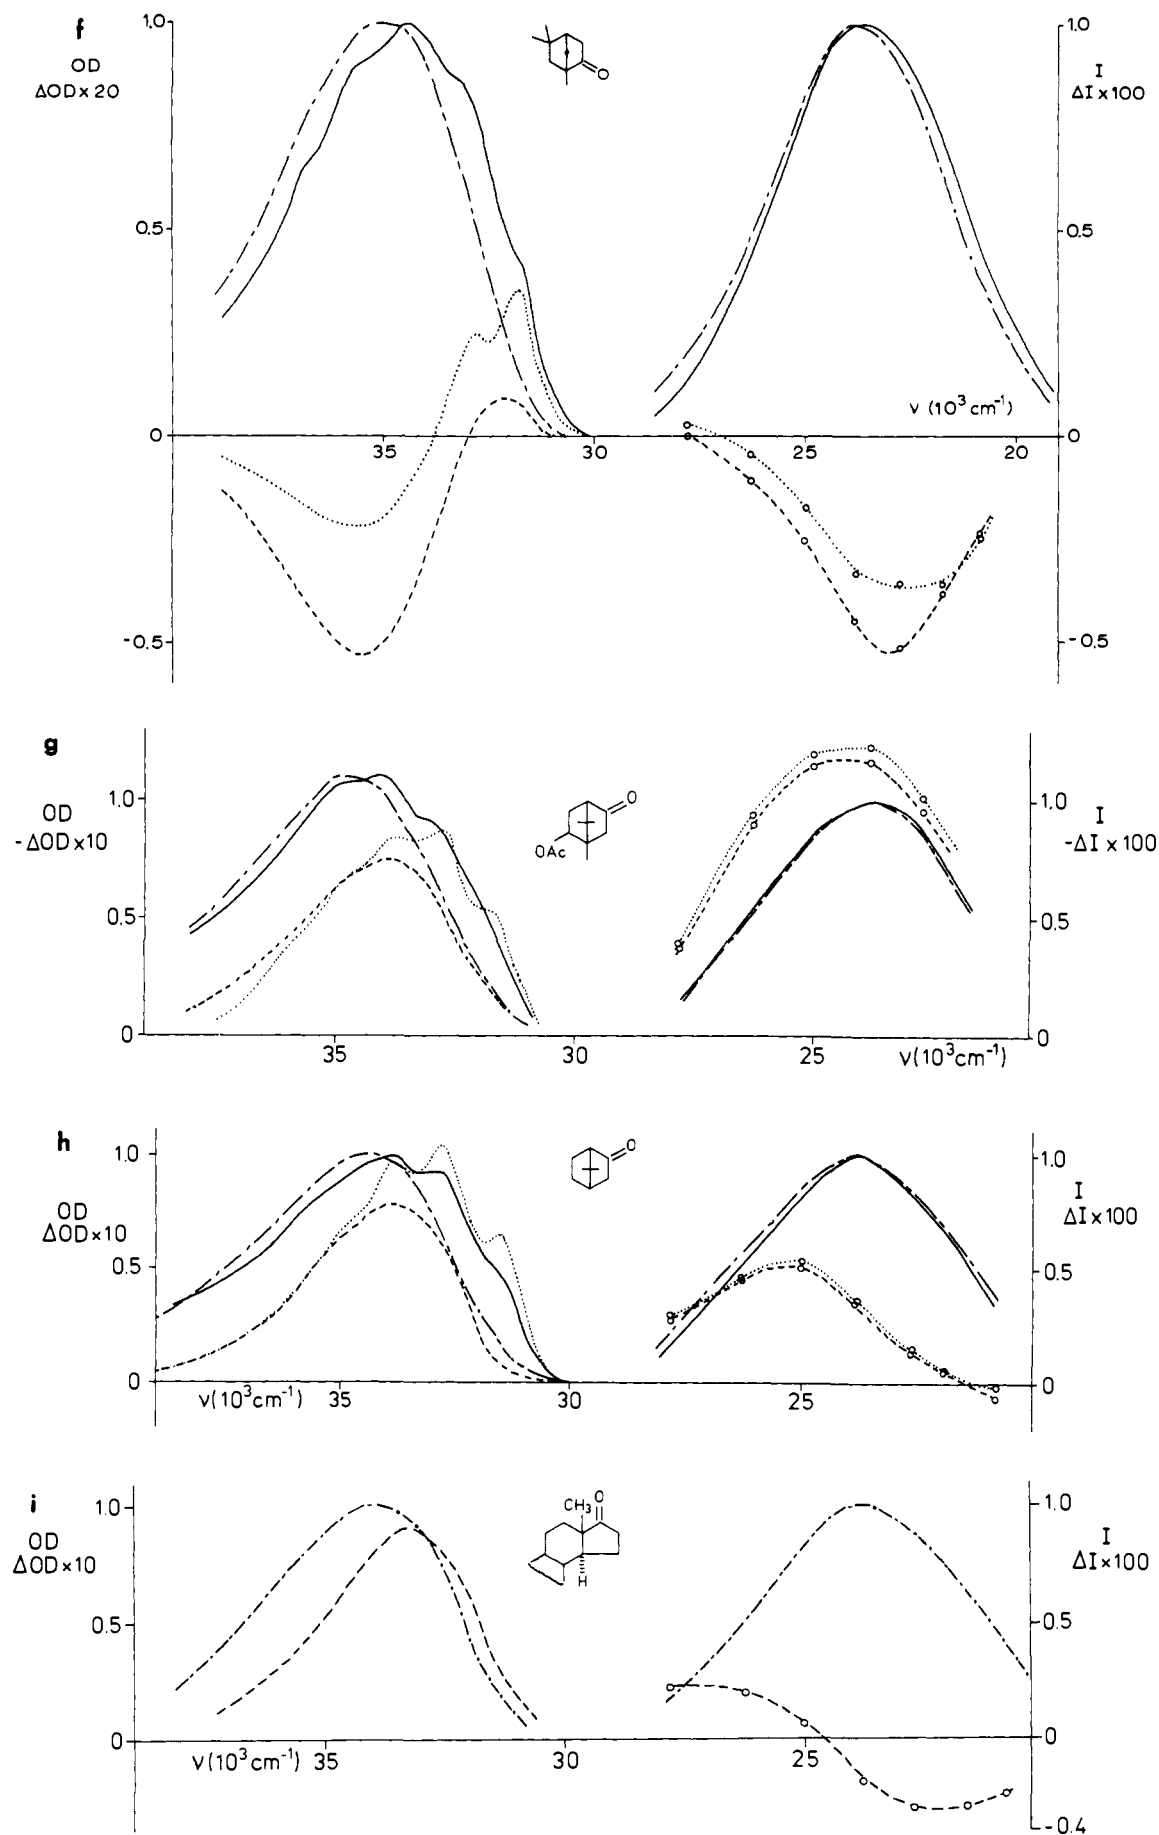 f
OD
ΔOD×20
1.0
0.5
0
-0.5
O
1.0
I
ΔI×100
0.5
ν (10³cm⁻¹)
0
-0.5
35
30
25
20
g
OD
-ΔOD×10
1.0
0.5
0
O
OAc
1.0
I
-ΔI×100
0.5
0
35
30
25
ν(10³cm⁻¹)
h
OD
ΔOD×10
1.0
0.5
0
O
1.0
I
ΔI×100
0.5
0
ν(10³cm⁻¹)
35
30
25
i
OD
ΔOD×10
1.0
0.5
0
CH₃
O
H
1.0
I
ΔI×100
0.5
0
-0.4
ν(10³cm⁻¹)
35
30
25